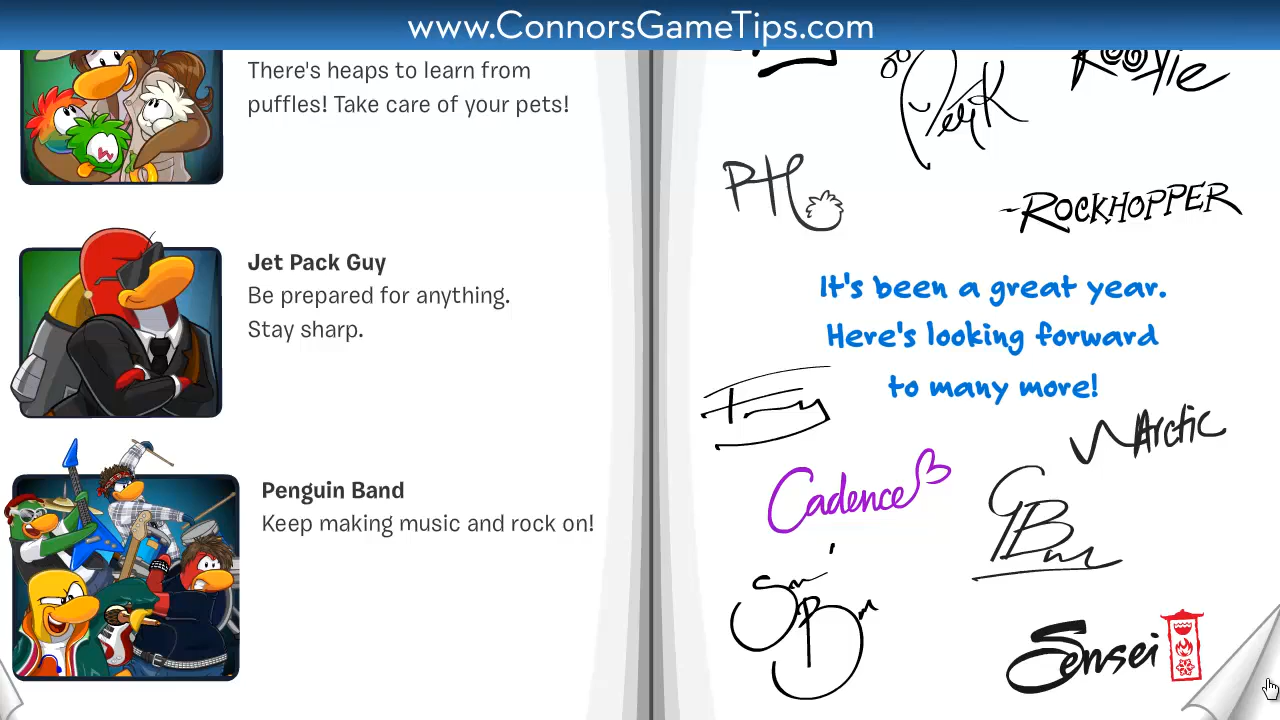 www.ConnorsGameTips.com
There's heaps to learn from
puffles! Take care of your pets!
Jet Pack Guy
Be prepared for anything.
Stay sharp.
Penguin Band
Keep making music and rock on!
Rookie
PH
-ROCKHOPPER
It's been a great year.
Here's looking forward
to many more!
Arctic
Cadence
GB
Sensei